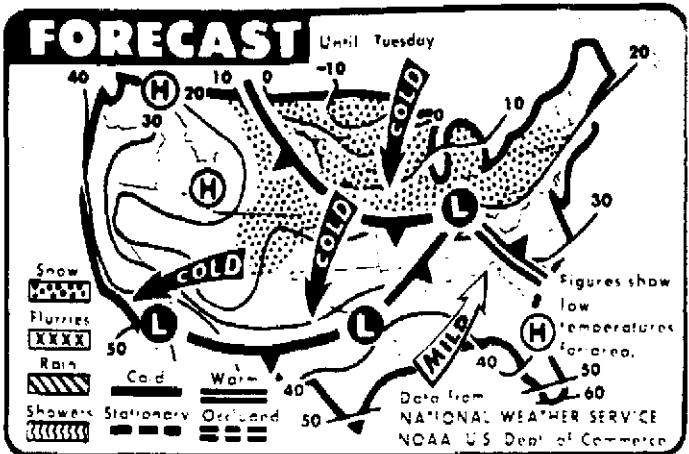 FORECAST
Until Tuesday
40
H
20
10
0
-10
COLD
10
20
30
H
COLD
L
30
COLD
Snow
Flurries
Rain
Showers
50
L
L
MILD
H
Figures show
low
temperatures
for area.
Cold
Warm
Stationary
Occluded
40
50
40
50
60
Data from
NATIONAL WEATHER SERVICE
NOAA U.S. Dept of Commerce